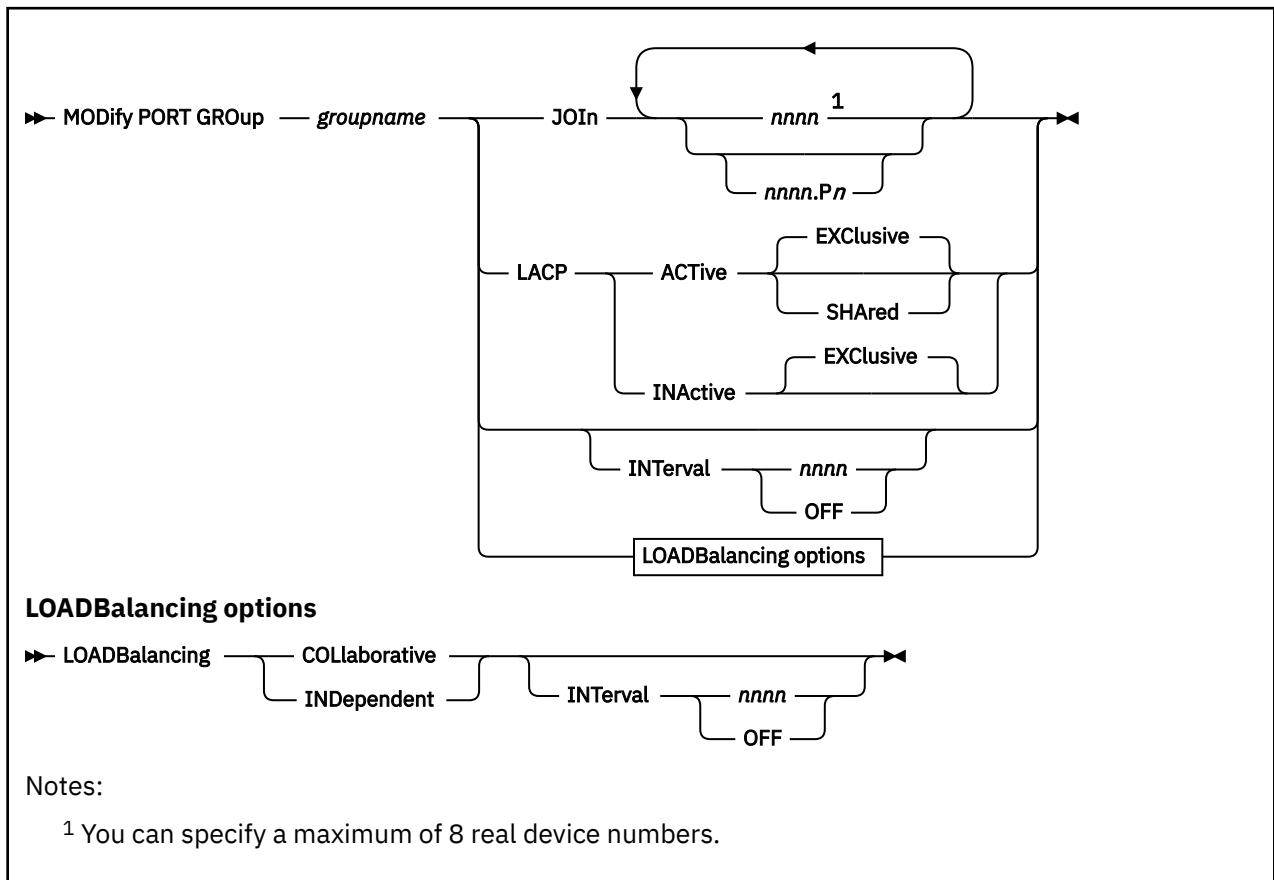 1
MODify PORT GROup groupname JOIn nnnn
nnnn.Pn
EXClusive
LACP ACTive
SHAred
EXClusive
INActive
INTerval nnnn
OFF
LOADBalancing options
LOADBalancing options
LOADBalancing COLlaborative
INDependent INTerval nnnn
OFF
Notes:
1 You can specify a maximum of 8 real device numbers.